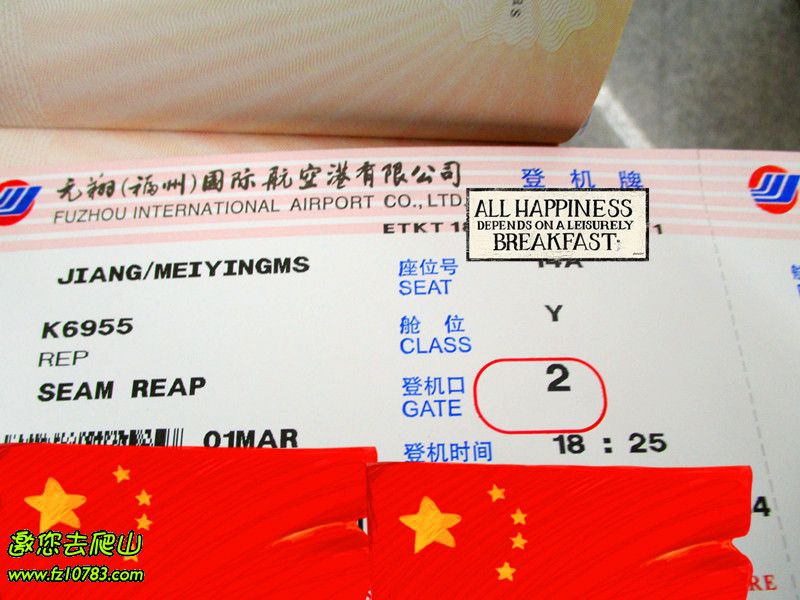 元翔(福州)国际航空港有限公司
登机牌
FUZHOU INTERNATIONAL AIRPORT CO.,LTD.
ETKT 18
1
ALL HAPPINESS
DEPENDS ON A LEISURELY
BREAKFAST.
JIANG/MEIYINGMS
座位号
SEAT
14A
K6955
舱 位
CLASS
Y
REP
SEAM REAP
登机口
GATE
2
01MAR
登机时间
18:25
4
RE
邀您去爬山
www.fz10783.com